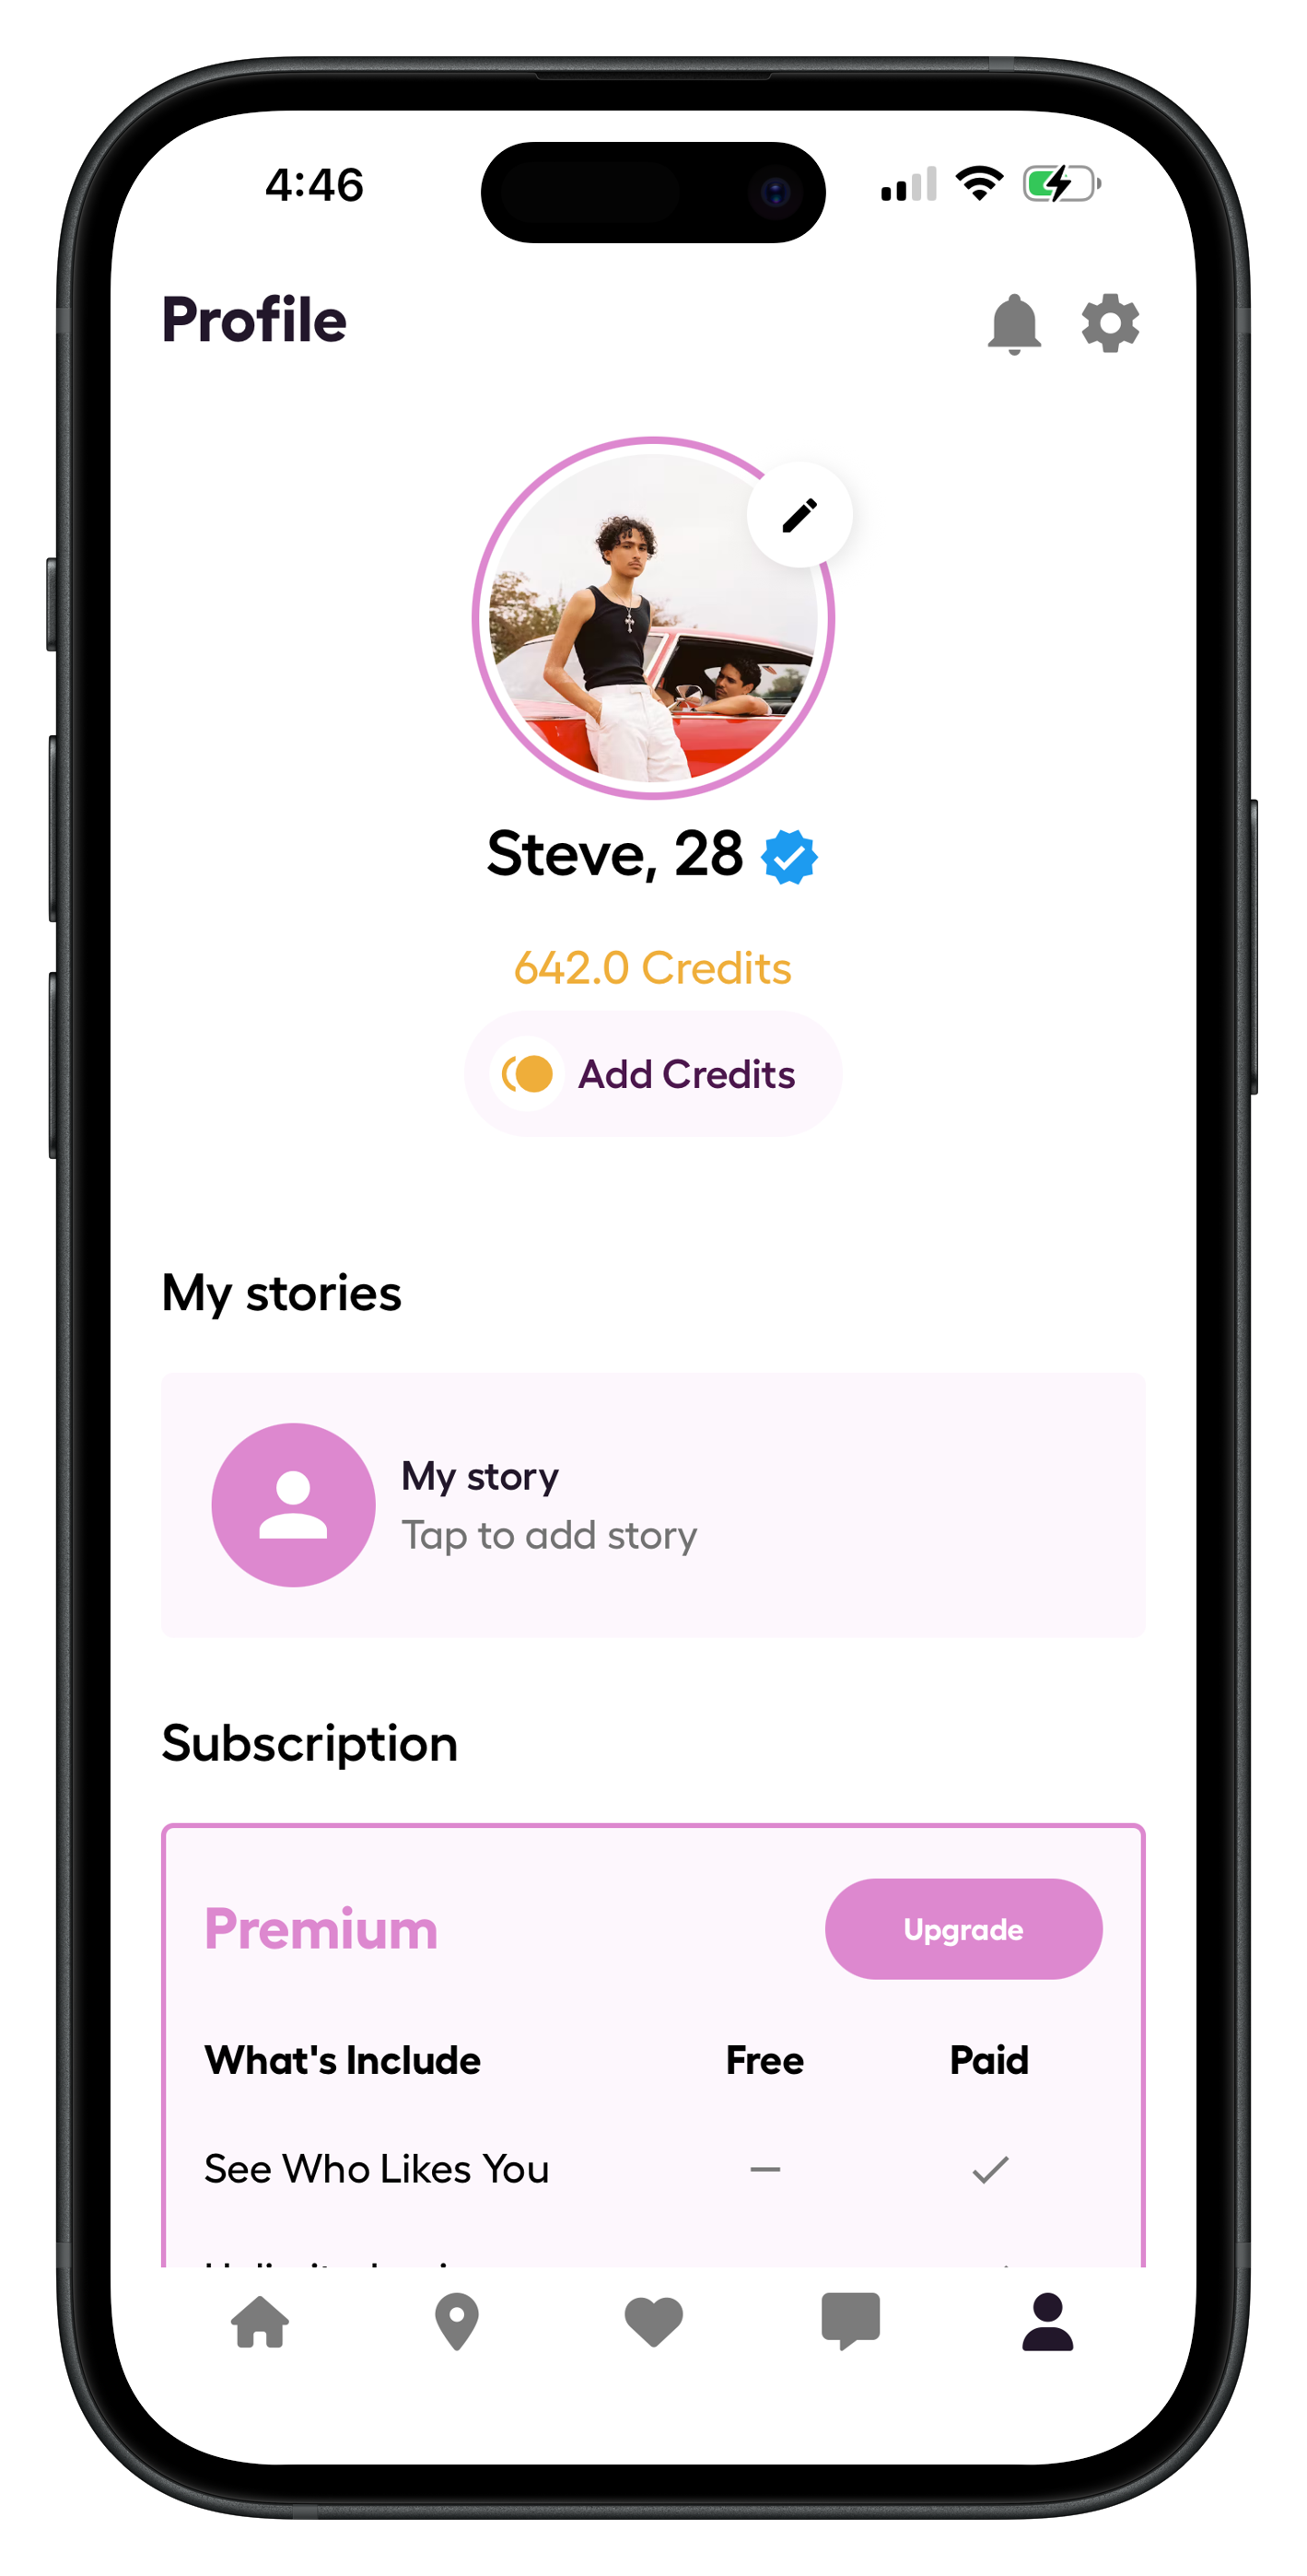 4:46
Profile
Steve, 28
642.0 Credits
Add Credits
My stories
My story
Tap to add story
Subscription
Premium
Upgrade
What's Include Free Paid
See Who Likes You